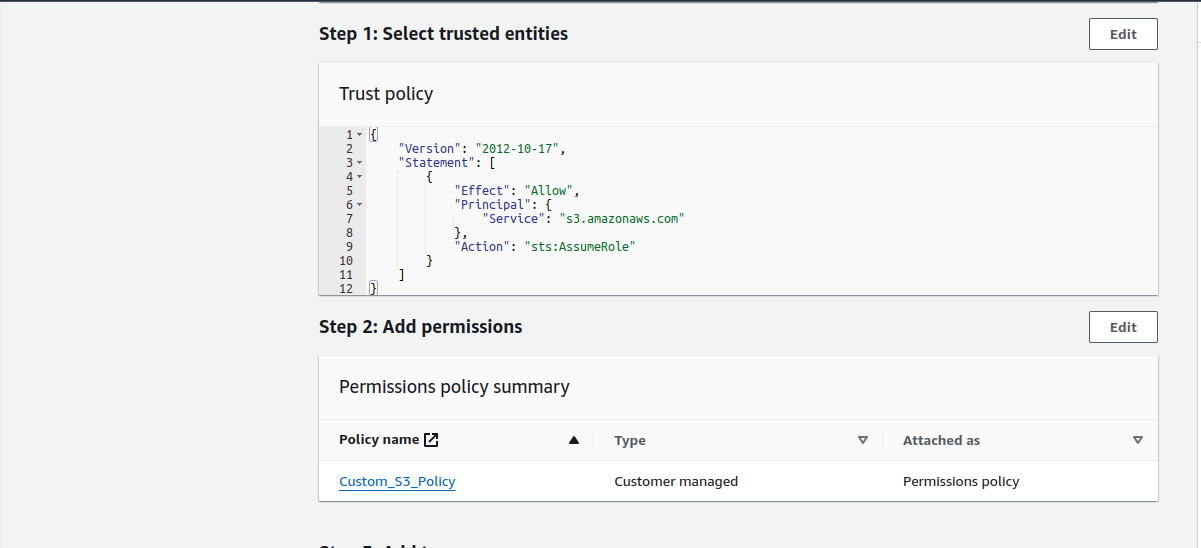 Step 1: Select trusted entities
Edit
Trust policy
1 {
2 "Version": "2012-10-17",
3 "Statement": [
4 {
5 "Effect": "Allow",
6 "Principal": {
7 "Service": "s3.amazonaws.com"
8 },
9 "Action": "sts:AssumeRole"
10 }
11 ]
12 }
Step 2: Add permissions
Edit
Permissions policy summary
Policy name Type Attached as
Custom_S3_Policy Customer managed Permissions policy